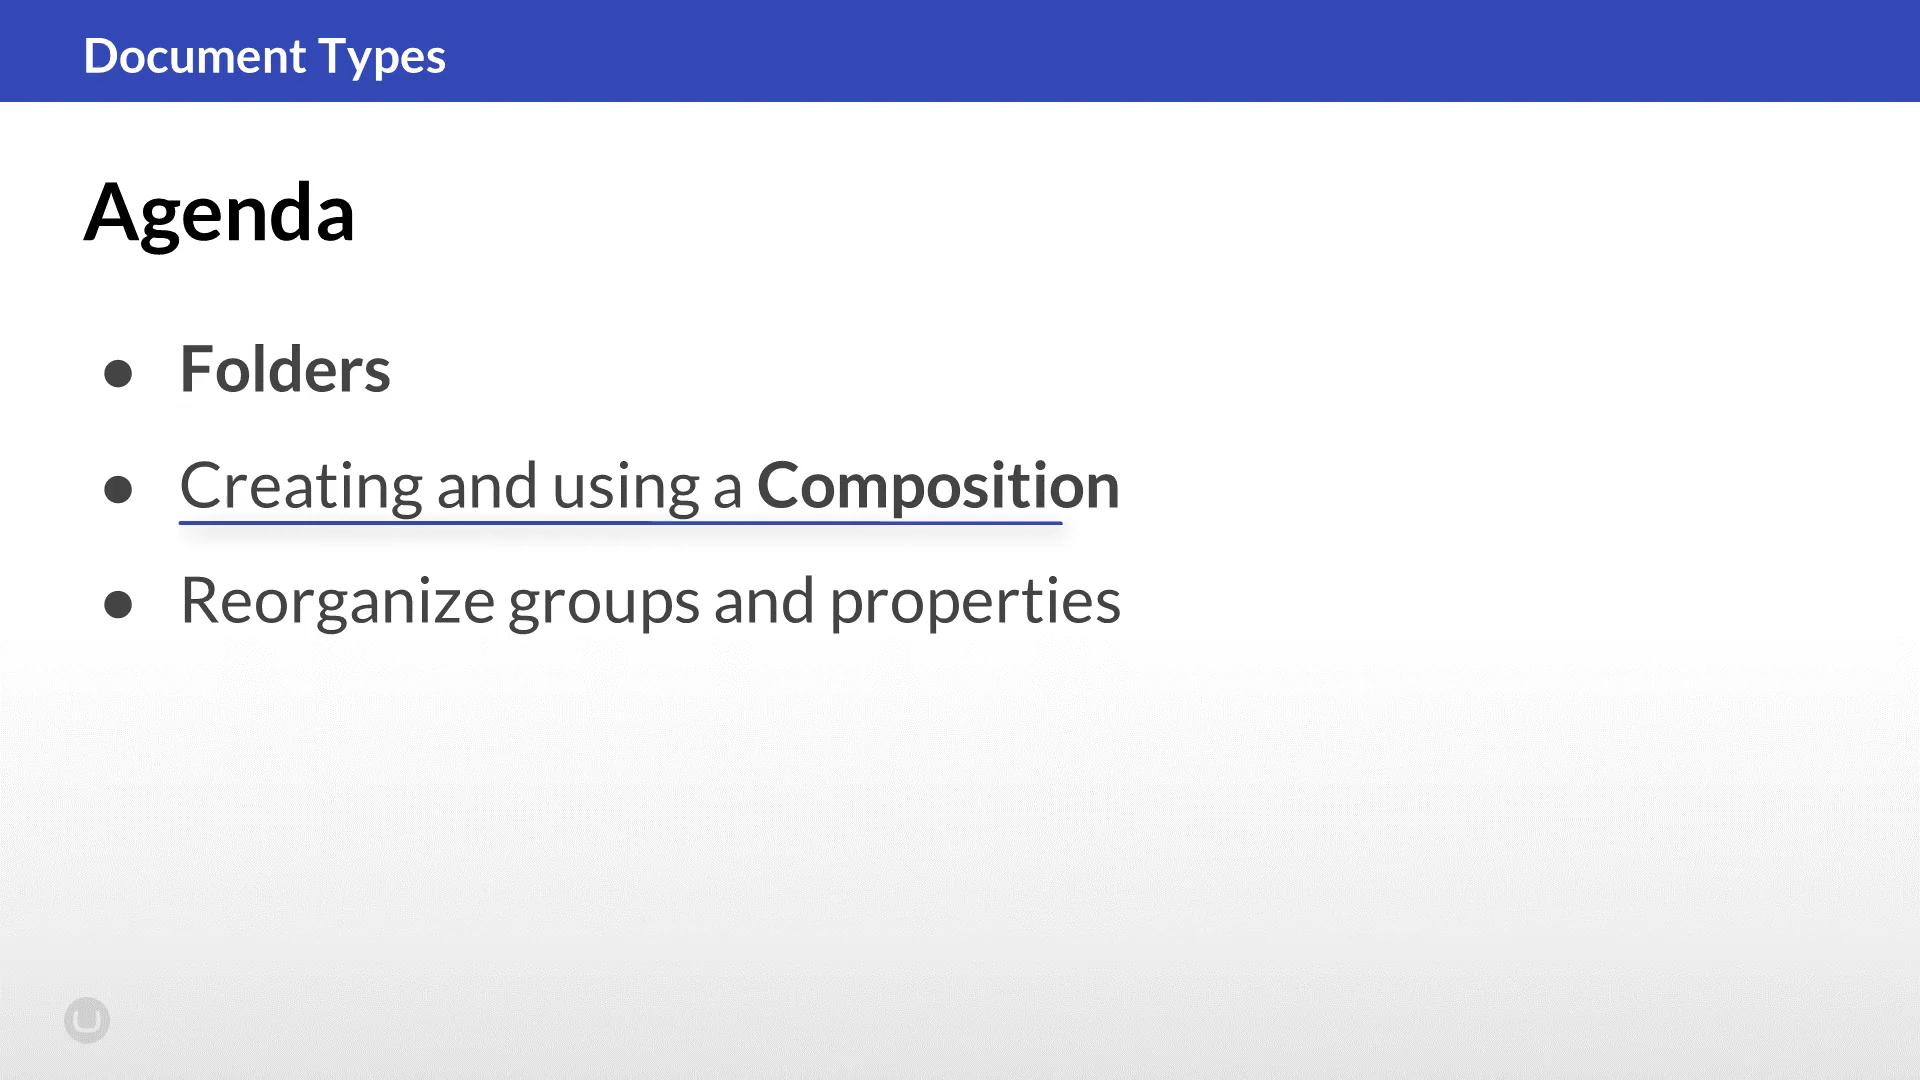 Document Types
Agenda
● Folders
● Creating and using a Composition
● Reorganize groups and properties